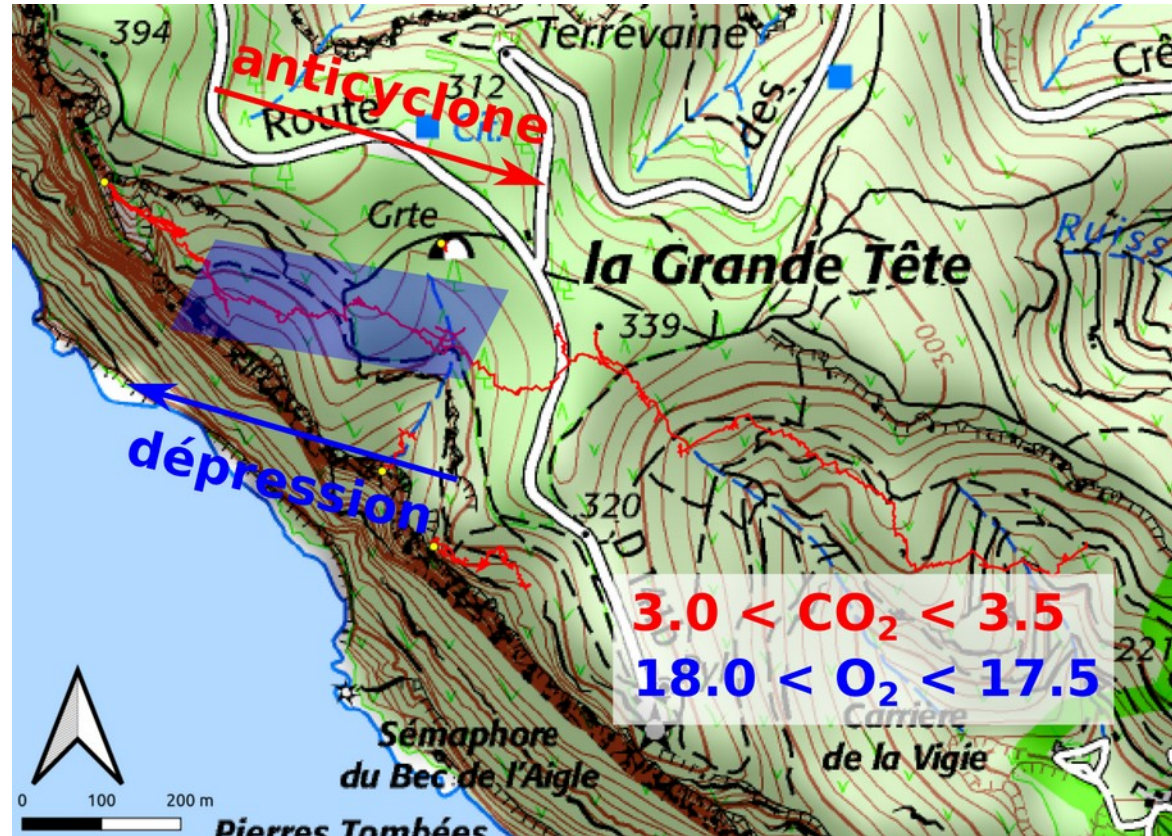 394
Terrévaine
Crê
anticyclone
312
Route
Cit.
des
Grte
la Grande Tête
Ruiss
339
300
dépression
320
3.0 < CO₂ < 3.5
18.0 < O₂ < 17.5
22
Sémaphore
du Bec de l'Aigle
Carrière
de la Vigie
0 100 200 m
Pierres Tombées